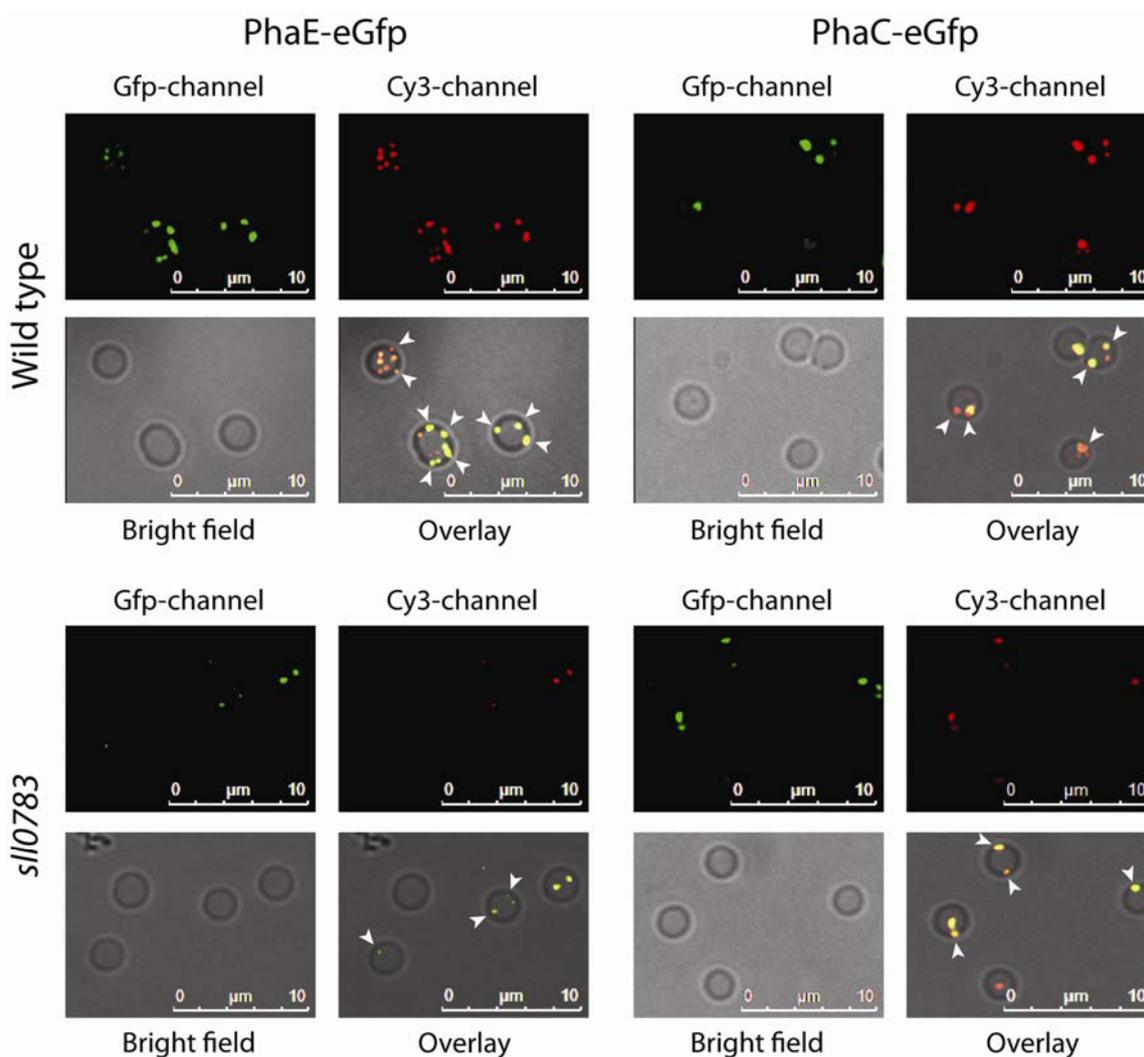 PhaE-eGfp PhaC-eGfp
Gfp-channel Cy3-channel Gfp-channel Cy3-channel
Wild type
0 µm 10 0 µm 10 0 µm 10 0 µm 10
0 µm 10 0 µm 10 0 µm 10 0 µm 10
Bright field Overlay Bright field Overlay
Gfp-channel Cy3-channel Gfp-channel Cy3-channel
sll0783
0 µm 10 0 µm 10 0 µm 10 0 µm 10
0 µm 10 0 µm 10 0 µm 10 0 µm 10
Bright field Overlay Bright field Overlay